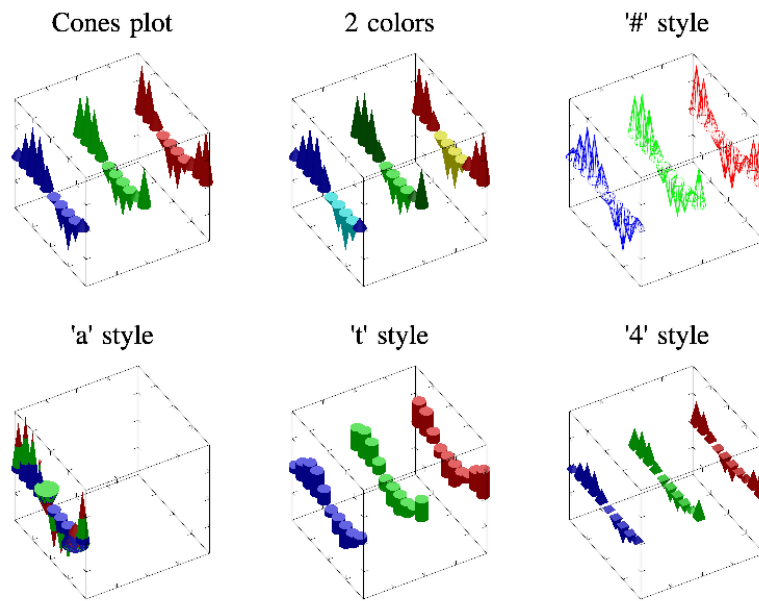 Cones plot
2 colors
'#' style
'a' style
't' style
'4' style